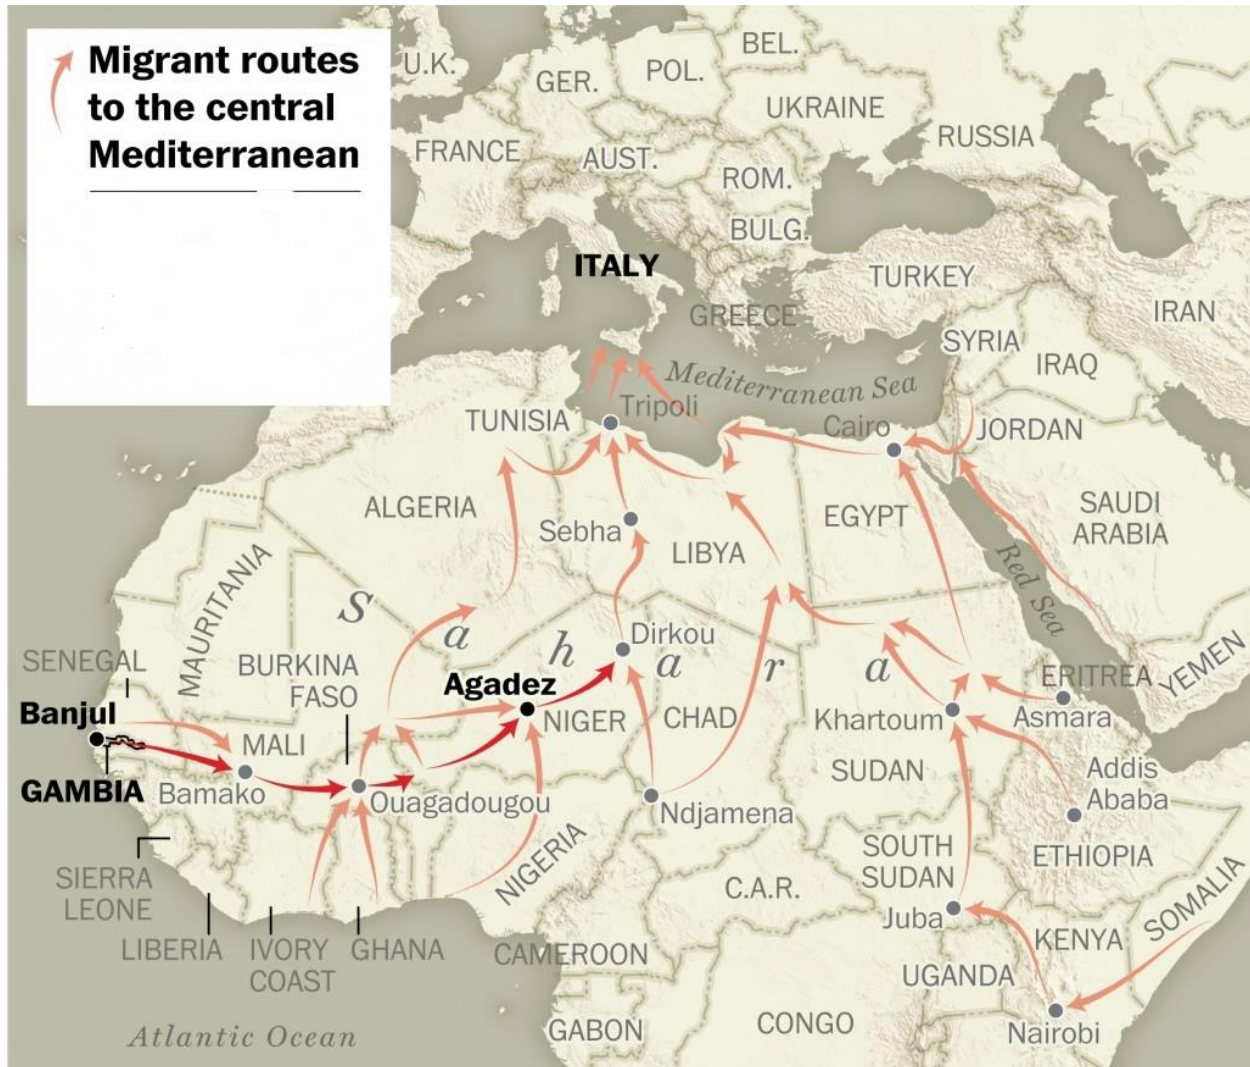 Migrant routes
to the central
Mediterranean
U.K.
BEL.
POL.
GER.
UKRAINE
RUSSIA
FRANCE
AUST.
ROM.
BULG.
ITALY
TURKEY
GREECE
IRAN
SYRIA
IRAQ
Mediterranean Sea
Tripoli
TUNISIA
Cairo
JORDAN
ALGERIA
EGYPT
SAUDI
ARABIA
Sebha
LIBYA
Red Sea
MAURITANIA
S a h a r a
Dirkou
SENEGAL
BURKINA
FASO
Agadez
ERITREA
YEMEN
Banjul
NIGER
CHAD
Khartoum
Asmara
MALI
SUDAN
Addis
Ababa
GAMBIA
Bamako
Ouagadougou
Ndjamena
NIGERIA
SOUTH
SUDAN
ETHIOPIA
SIERRA
LEONE
C.A.R.
SOMALIA
Juba
LIBERIA
IVORY
COAST
GHANA
CAMEROON
KENYA
UGANDA
Atlantic Ocean
GABON
CONGO
Nairobi